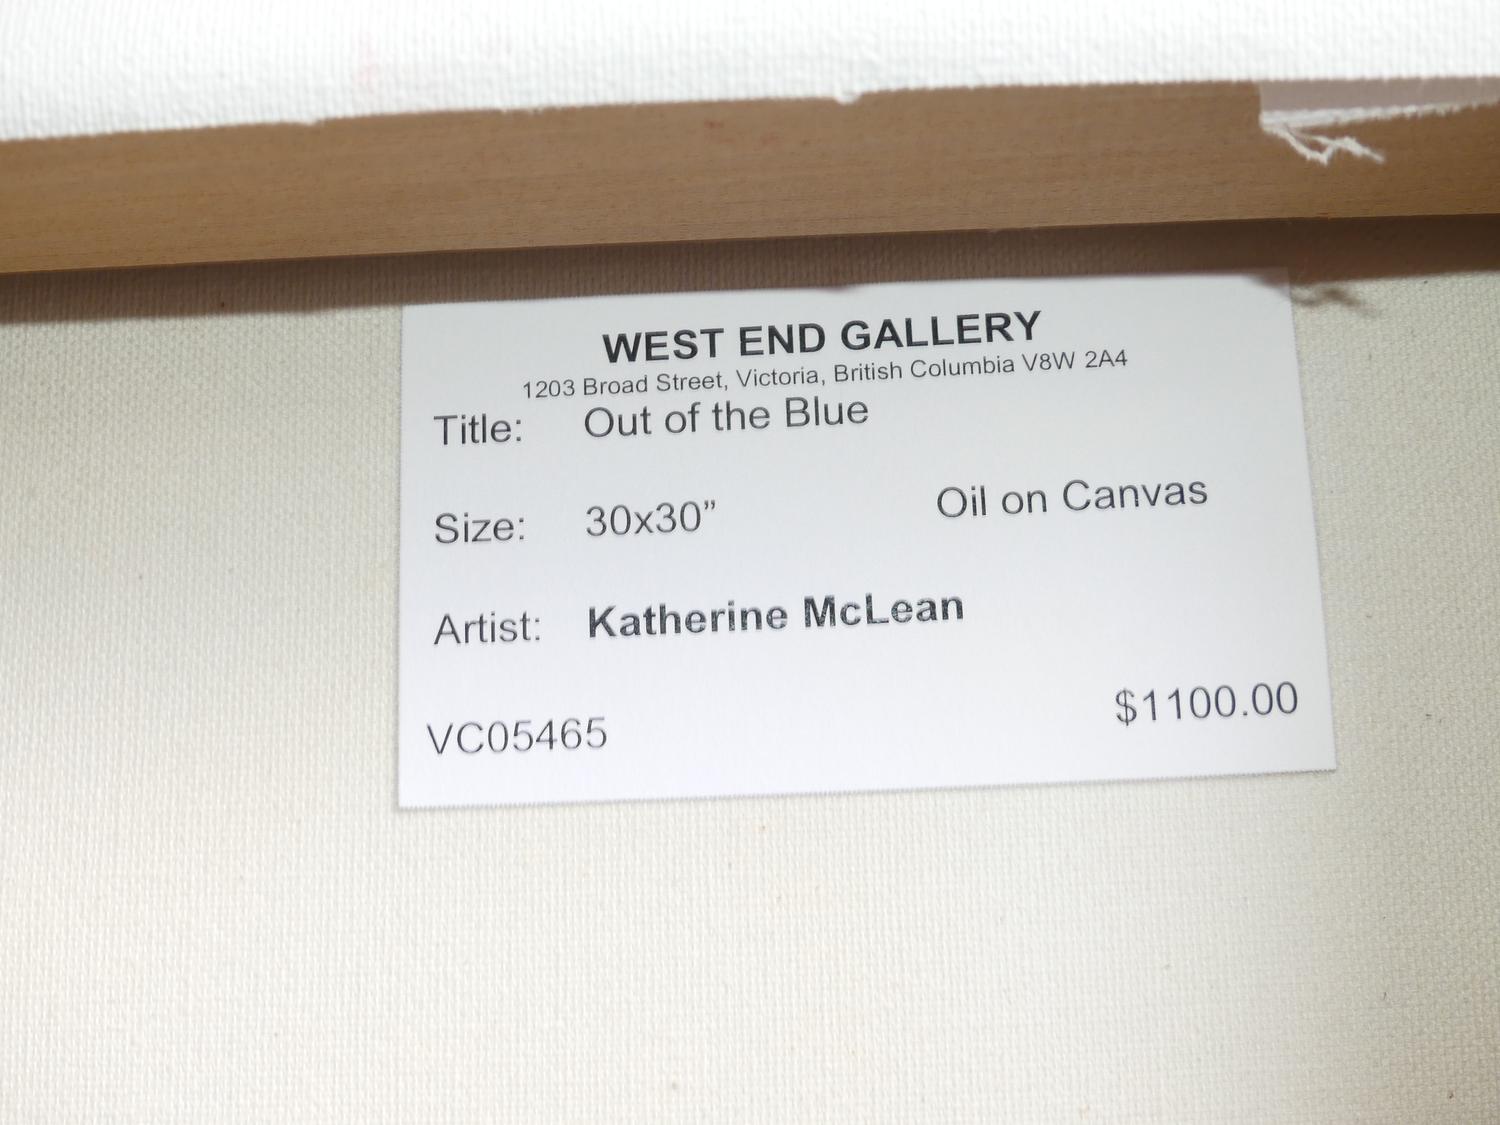 WEST END GALLERY
1203 Broad Street, Victoria, British Columbia V8W 2A4
Title: Out of the Blue
Size: 30x30” Oil on Canvas
Artist: Katherine McLean
VC05465 $1100.00